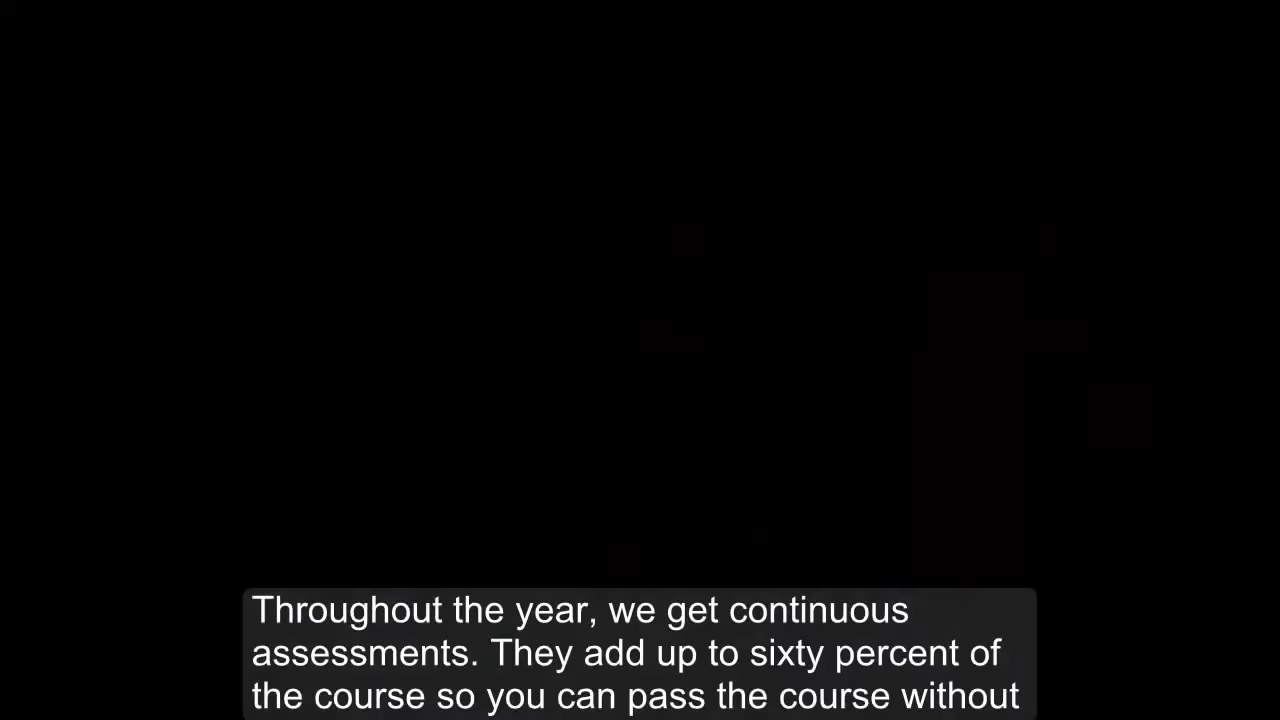 Throughout the year, we get continuous
assessments. They add up to sixty percent of
the course so you can pass the course without